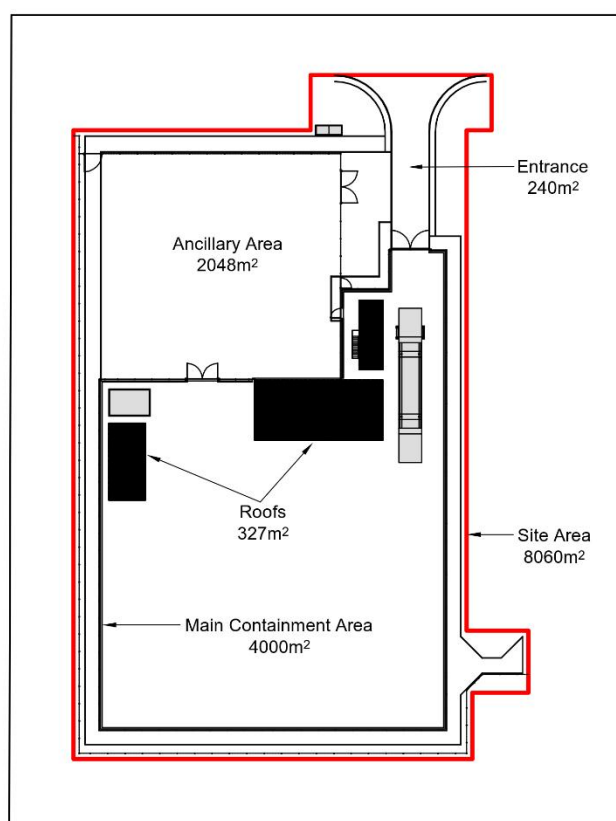 Entrance
240m²
Ancillary Area
2048m²
Roofs
327m²
Site Area
8060m²
Main Containment Area
4000m²